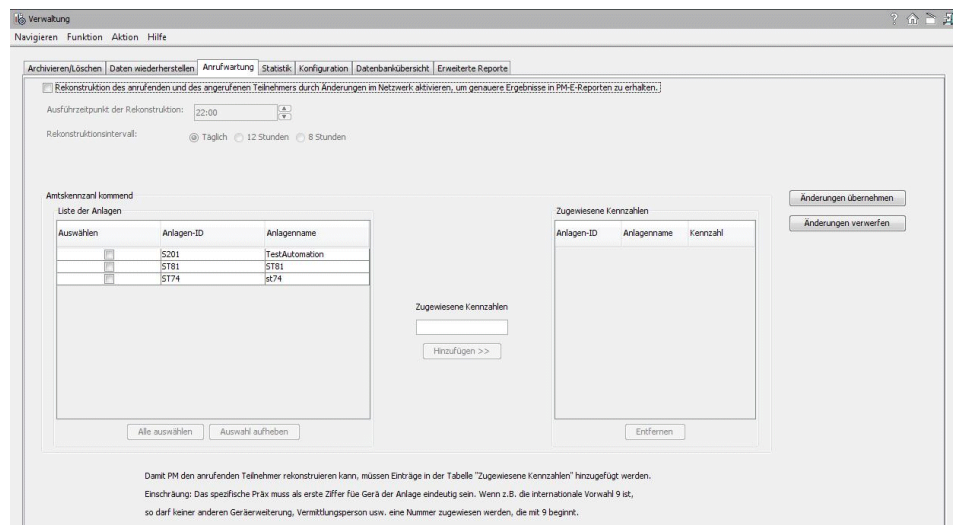 Verwaltung
Navigieren Funktion Aktion Hilfe
Archivieren/Löschen Daten wiederherstellen Anrufwartung Statistik Konfiguration Datenbankübersicht Erweiterte Reporte
Rekonstruktion des anrufenden und des angerufenen Teilnehmers durch Änderungen im Netzwerk aktivieren, um genauere Ergebnisse in PM-E-Reporten zu erhalten.
Ausführzeitpunkt der Rekonstruktion: 22:00
Rekonstruktionsintervall: Täglich 12 Stunden 8 Stunden
Amtskennzanl kommend
Änderungen übernehmen
Liste der Anlagen
Zugewiesene Kennzahlen
Änderungen verwerfen
Auswählen Anlagen-ID Anlagenname
Anlagen-ID Anlagenname Kennzahl
S201 TestAutomation
ST81 ST81
ST74 st74
Zugewiesene Kennzahlen
Hinzufügen >>
Alle auswählen Auswahl aufheben
Entfernen
Damit PM den anrufenden Teilnehmer rekonstruieren kann, müssen Einträge in der Tabelle "Zugewiesene Kennzahlen" hinzugefügt werden.
Einschräung: Das spezifische Präx muss als erste Ziffer füe Gerä der Anlage eindeutig sein. Wenn z.B. die internationale Vorwahl 9 ist,
so darf keiner anderen Geräerweiterung, Vermittlungsperson usw. eine Nummer zugewiesen werden, die mit 9 beginnt.